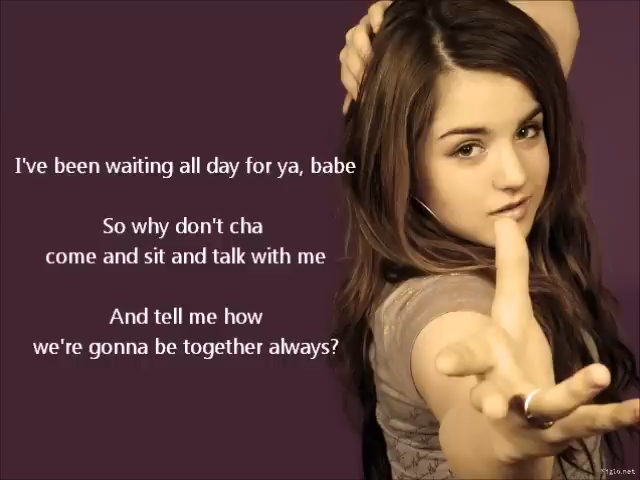 I've been waiting all day for ya, babe
So why don't cha
come and sit and talk with me
And tell me how
we're gonna be together always?